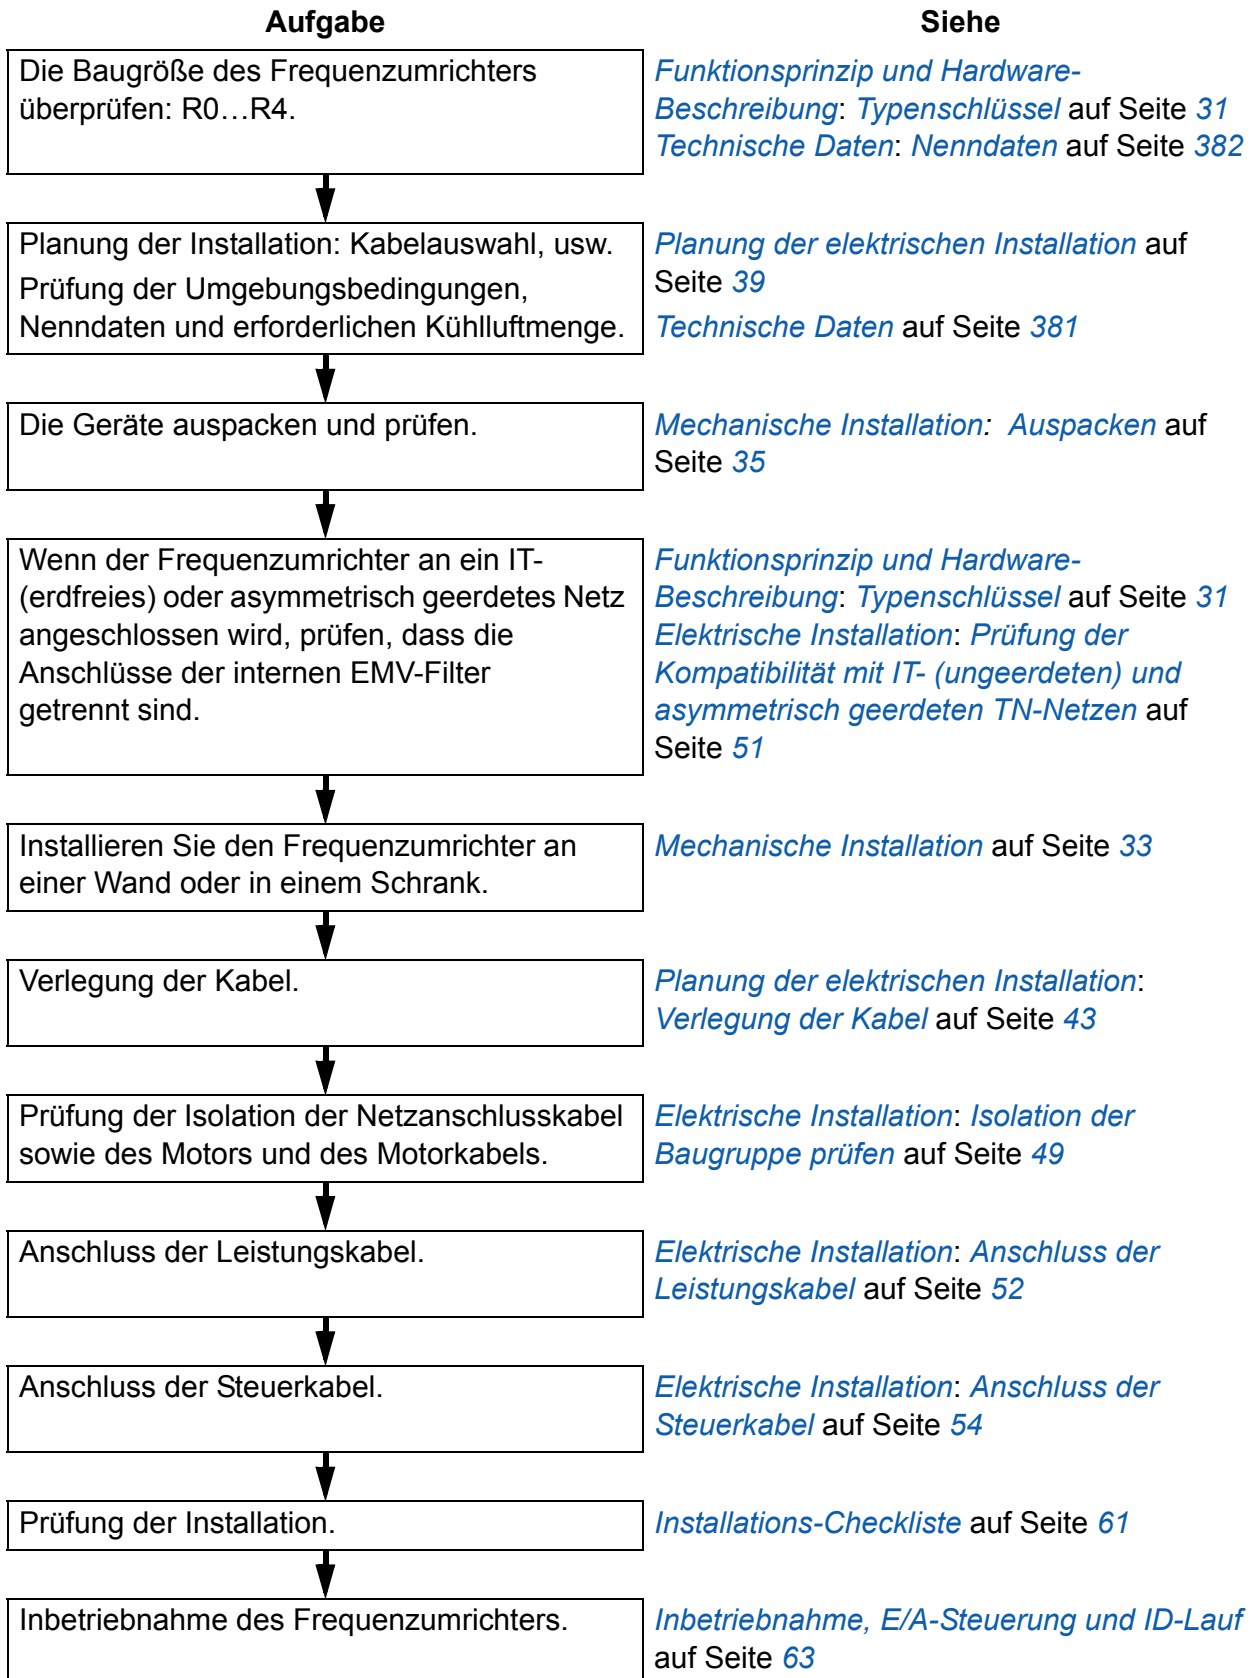 Aufgabe
Siehe
Die Baugröße des Frequenzumrichters
überprüfen: R0…R4.
Funktionsprinzip und Hardware-
Beschreibung: Typenschlüssel auf Seite 31
Technische Daten: Nenndaten auf Seite 382
Planung der Installation: Kabelauswahl, usw.
Prüfung der Umgebungsbedingungen,
Nenndaten und erforderlichen Kühlluftmenge.
Planung der elektrischen Installation auf
Seite 39
Technische Daten auf Seite 381
Die Geräte auspacken und prüfen.
Mechanische Installation: Auspacken auf
Seite 35
Wenn der Frequenzumrichter an ein IT-
(erdfreies) oder asymmetrisch geerdetes Netz
angeschlossen wird, prüfen, dass die
Anschlüsse der internen EMV-Filter
getrennt sind.
Funktionsprinzip und Hardware-
Beschreibung: Typenschlüssel auf Seite 31
Elektrische Installation: Prüfung der
Kompatibilität mit IT- (ungeerdeten) und
asymmetrisch geerdeten TN-Netzen auf
Seite 51
Installieren Sie den Frequenzumrichter an
einer Wand oder in einem Schrank.
Mechanische Installation auf Seite 33
Verlegung der Kabel.
Planung der elektrischen Installation:
Verlegung der Kabel auf Seite 43
Prüfung der Isolation der Netzanschlusskabel
sowie des Motors und des Motorkabels.
Elektrische Installation: Isolation der
Baugruppe prüfen auf Seite 49
Anschluss der Leistungskabel.
Elektrische Installation: Anschluss der
Leistungskabel auf Seite 52
Anschluss der Steuerkabel.
Elektrische Installation: Anschluss der
Steuerkabel auf Seite 54
Prüfung der Installation.
Installations-Checkliste auf Seite 61
Inbetriebnahme des Frequenzumrichters.
Inbetriebnahme, E/A-Steuerung und ID-Lauf
auf Seite 63